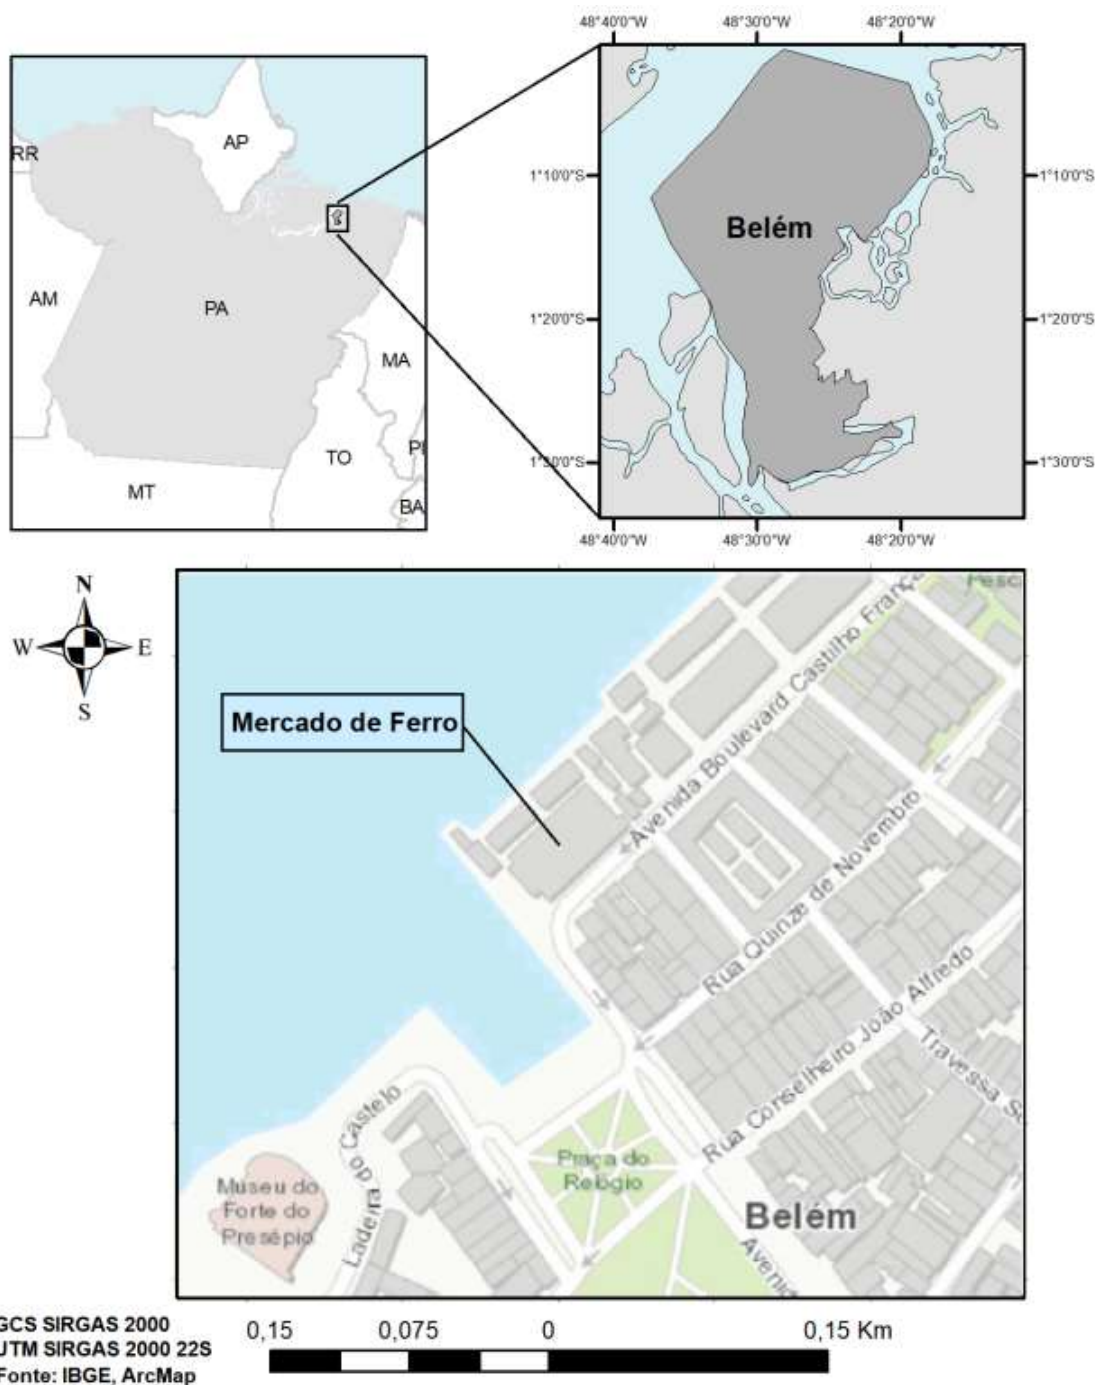 48°40'0"W 48°30'0"W 48°20'0"W
RR
AP
AM
PA
MA
TO
PI
MT
BA
1°10'0"S
Belém
1°10'0"S
1°20'0"S
1°20'0"S
1°30'0"S
1°30'0"S
48°40'0"W 48°30'0"W 48°20'0"W
N
W E
S
Mercado de Ferro
Avenida Boulevard Castilho França
Rua Quinze de Novembro
Rua Conselheiro João Alfredo
Travessa
Ladeira do Castelo
Praça do
Relógio
Museu do
Forte do
Presépio
Belém
GCS SIRGAS 2000
UTM SIRGAS 2000 22S
Fonte: IBGE, ArcMap
0,15 0,075 0 0,15 Km